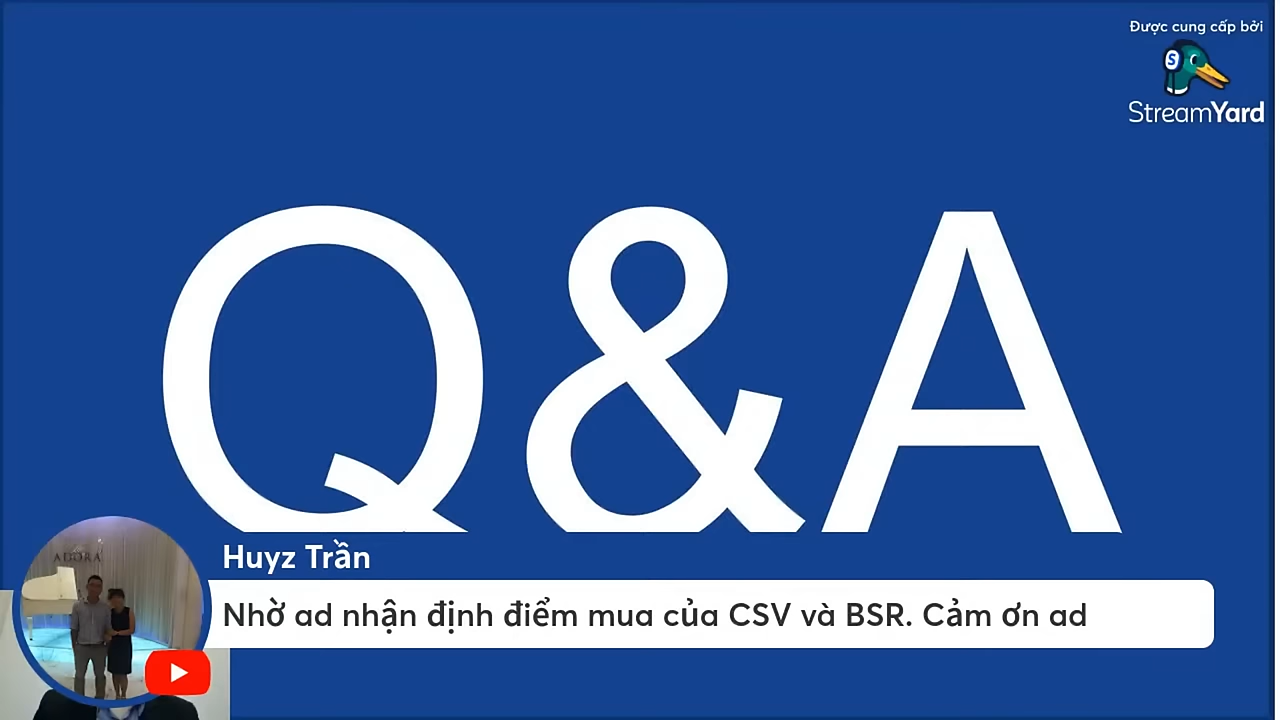 Được cung cấp bởi
StreamYard
Q&A
ADORA
Huyz Trần
Nhờ ad nhận định điểm mua của CSV và BSR. Cảm ơn ad